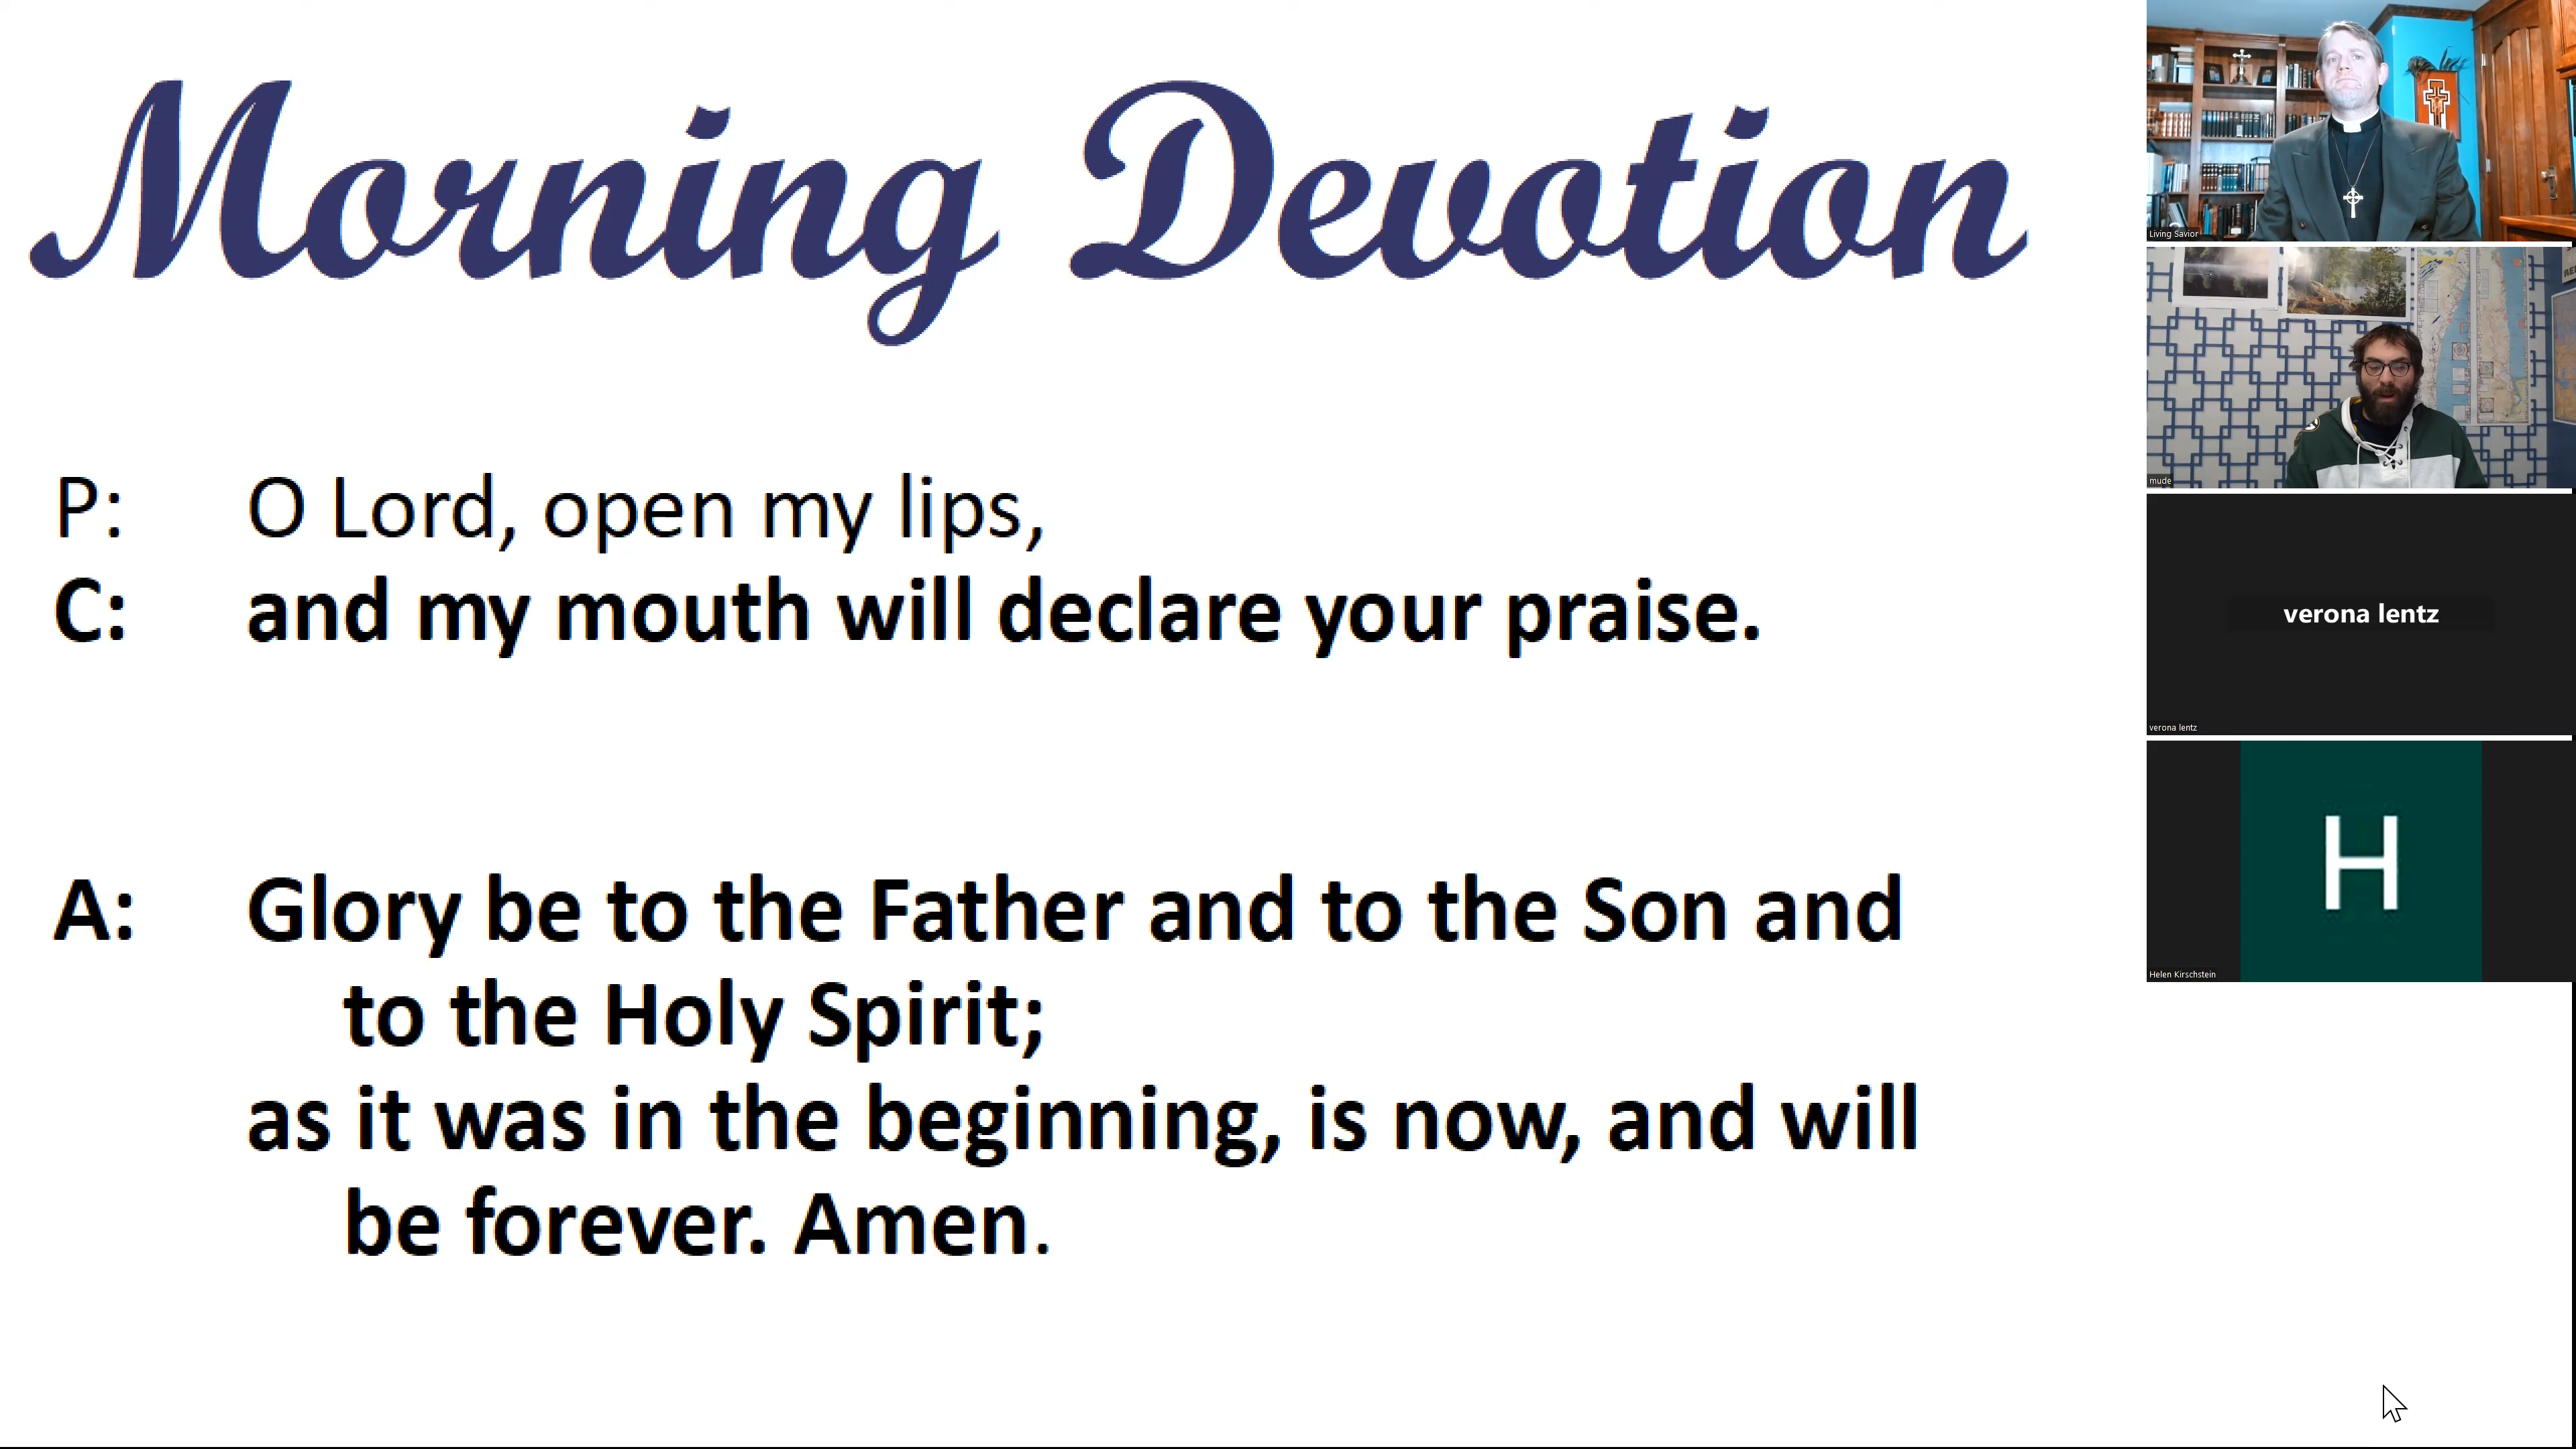 Morning Devotion
P: O Lord, open my lips,
C: and my mouth will declare your praise.
A: Glory be to the Father and to the Son and
to the Holy Spirit;
as it was in the beginning, is now, and will
be forever. Amen.
Living Savior
mude
verona lentz
verona lentz
H
Helen Kirschstein